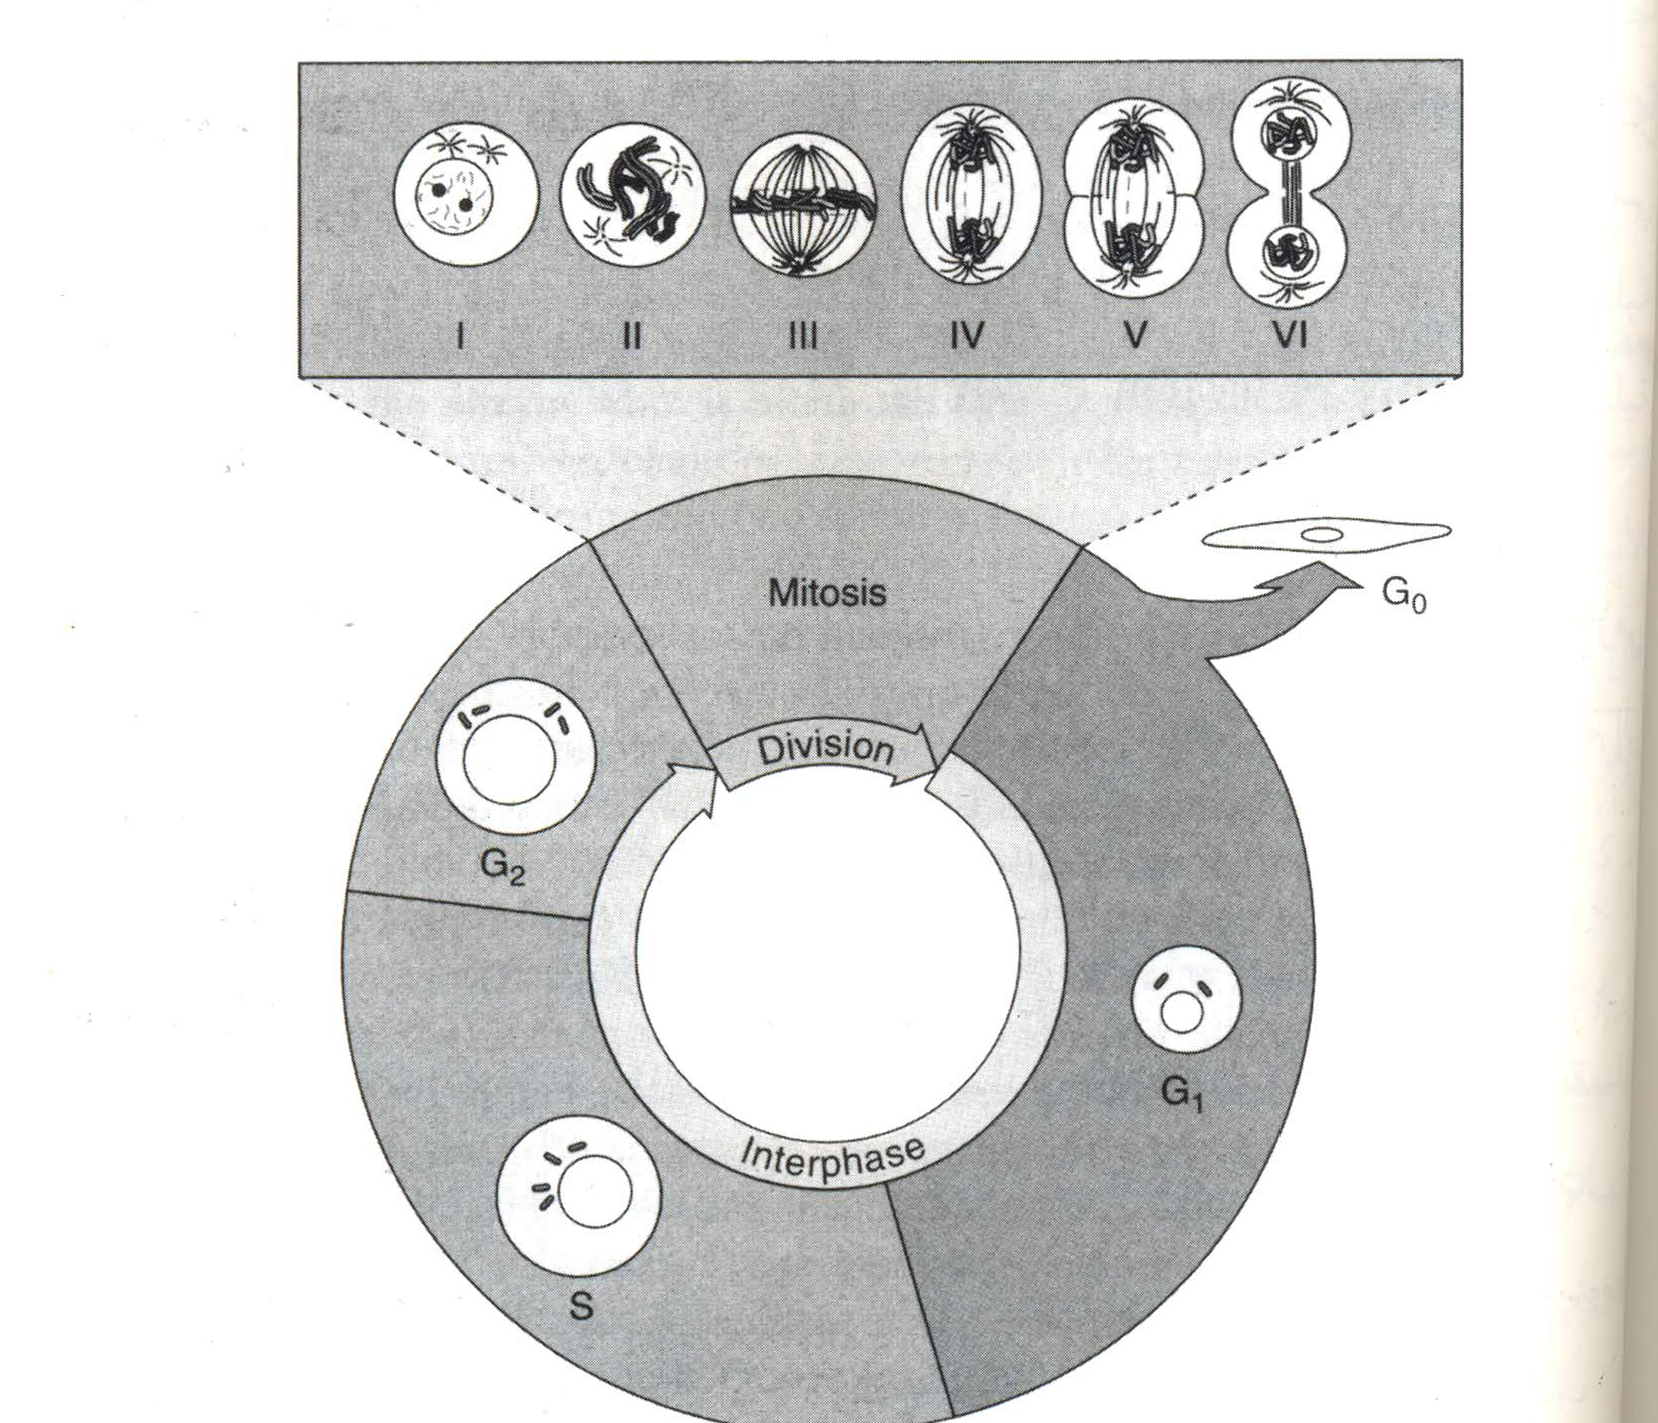 I II III IV V VI
Mitosis
G₀
Division
G₂
G₁
Interphase
S